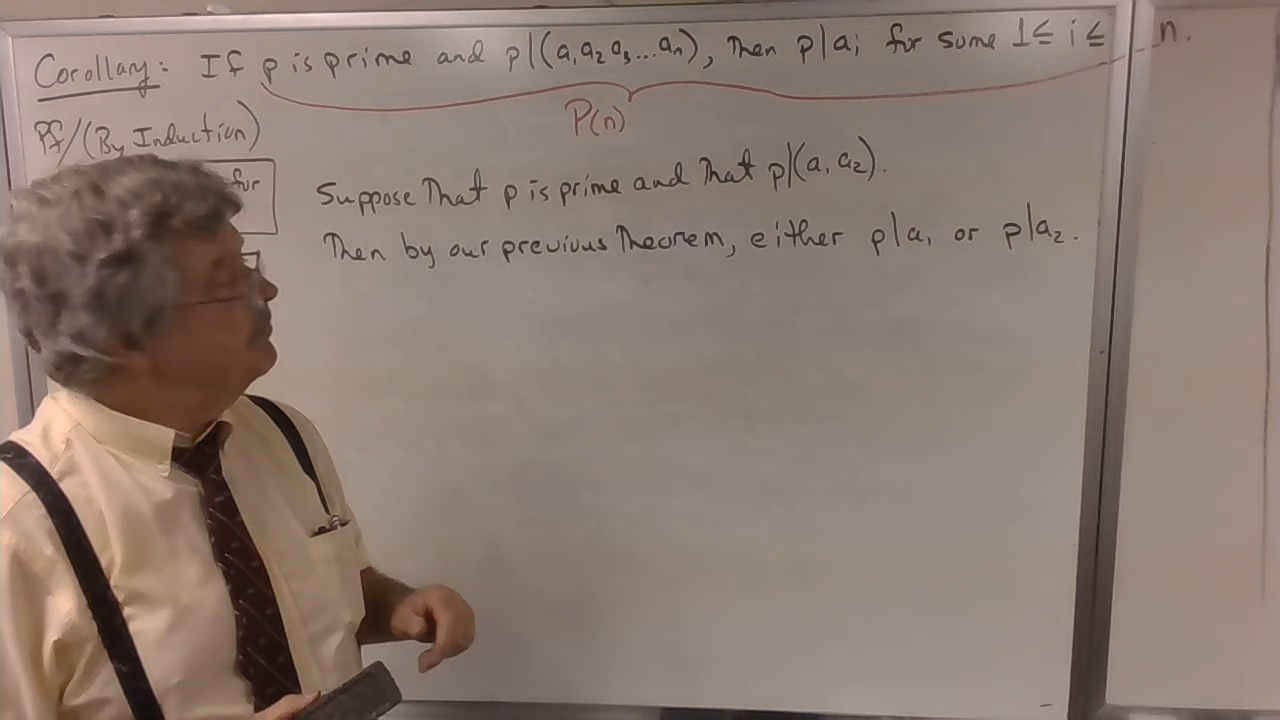 Corollary: If p is prime and p|(a₁a₂a₃...aₙ), Then p|aᵢ for some 1≤ i ≤ n.
P(n)
Pf/(By Induction)
for
Suppose That p is prime and That p|(a₁a₂).
Then by our previous Theorem, either p|a₁ or p|a₂.